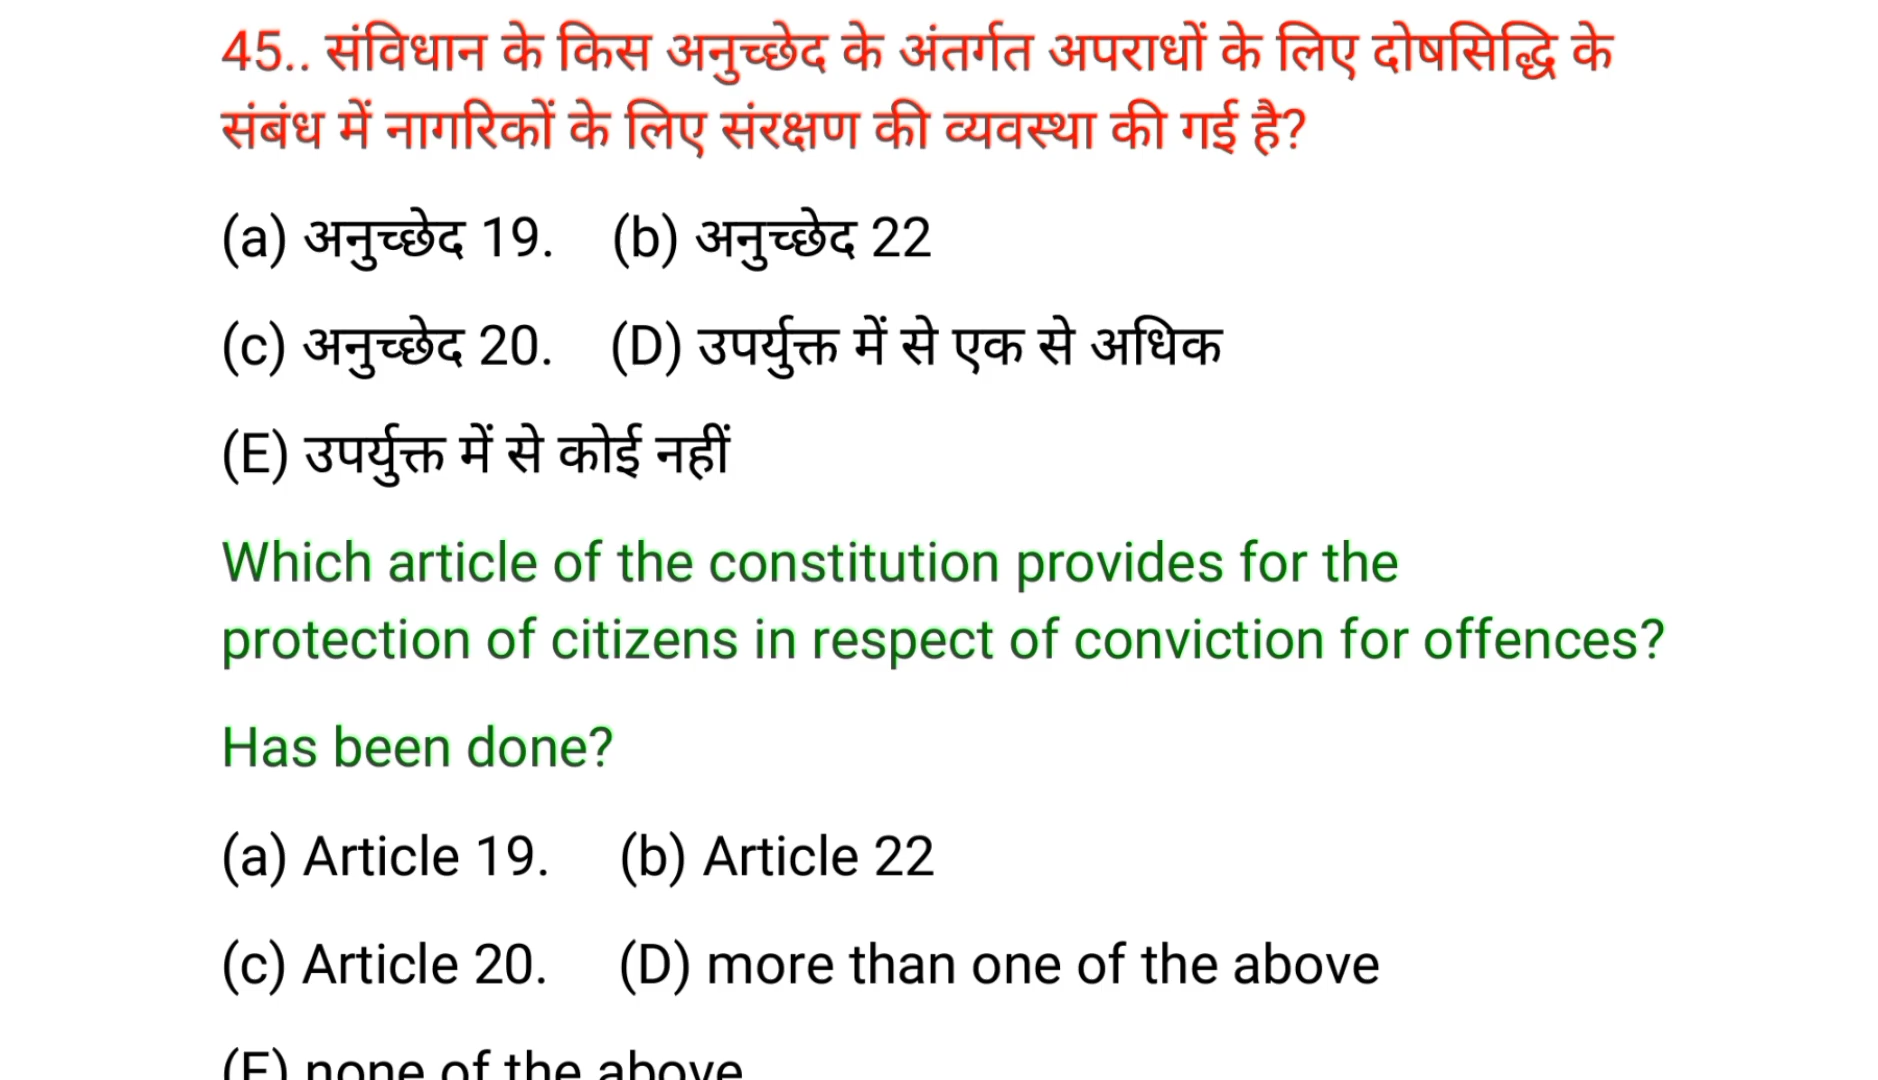 45.. संविधान के किस अनुच्छेद के अंतर्गत अपराधों के लिए दोषसिद्धि के
संबंध में नागरिकों के लिए संरक्षण की व्यवस्था की गई है?
(a) अनुच्छेद 19. (b) अनुच्छेद 22
(c) अनुच्छेद 20. (D) उपर्युक्त में से एक से अधिक
(E) उपर्युक्त में से कोई नहीं
Which article of the constitution provides for the
protection of citizens in respect of conviction for offences?
Has been done?
(a) Article 19. (b) Article 22
(c) Article 20. (D) more than one of the above
(E) none of the above